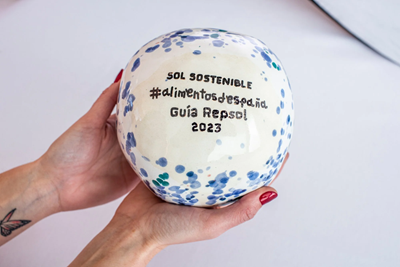 SOL SOSTENIBLE
#alimentosdespaña
Guía Repsol
2023